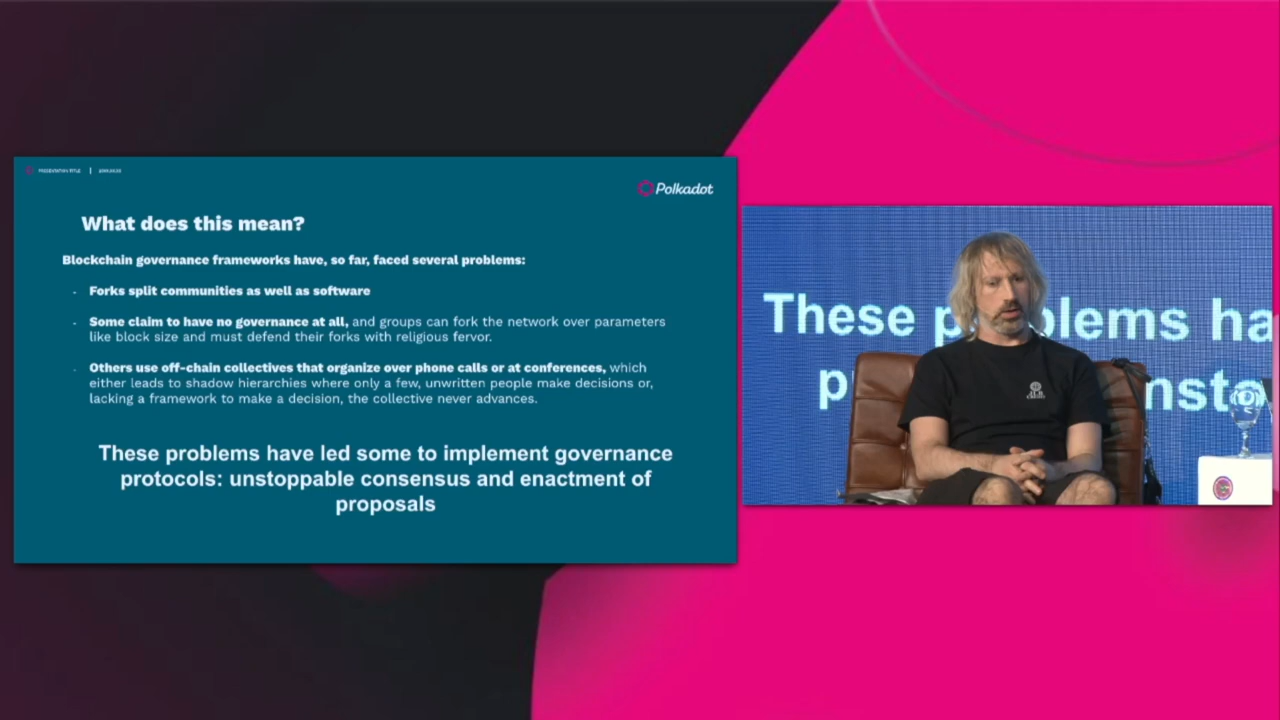 PRESENTATION TITLE
Polkadot
What does this mean?
Blockchain governance frameworks have, so far, faced several problems:
- Forks split communities as well as software
- Some claim to have no governance at all, and groups can fork the network over parameters
like block size and must defend their forks with religious fervor.
- Others use off-chain collectives that organize over phone calls or at conferences, which
either leads to shadow hierarchies where only a few, unwritten people make decisions or,
lacking a framework to make a decision, the collective never advances.
These problems have led some to implement governance
protocols: unstoppable consensus and enactment of
proposals
These p blems ha
p nsto